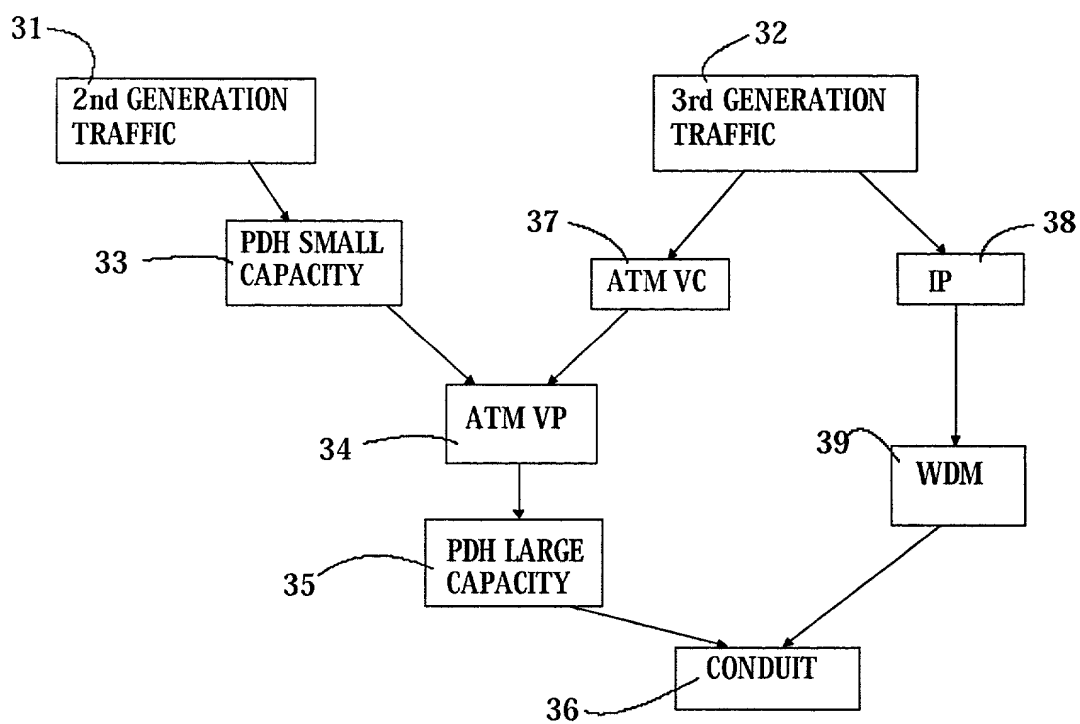 31
32
2nd GENERATION
TRAFFIC
3rd GENERATION
TRAFFIC
33
PDH SMALL
CAPACITY
37
ATM VC
38
IP
34
ATM VP
39
WDM
35
PDH LARGE
CAPACITY
CONDUIT
36